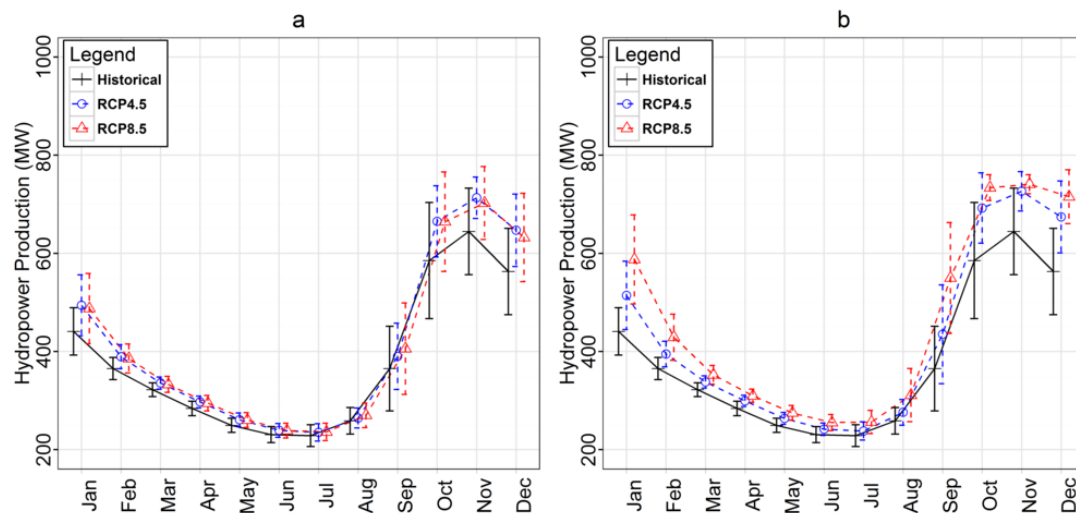 a
Legend
Historical
RCP4.5
RCP8.5
Hydropower Production (MW)
1000
800
600
400
200
Jan
Feb
Mar
Apr
May
Jun
Jul
Aug
Sep
Oct
Nov
Dec
b
Legend
Historical
RCP4.5
RCP8.5
Hydropower Production (MW)
1000
800
600
400
200
Jan
Feb
Mar
Apr
May
Jun
Jul
Aug
Sep
Oct
Nov
Dec